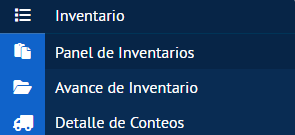 Inventario
Panel de Inventarios
Avance de Inventario
Detalle de Conteos